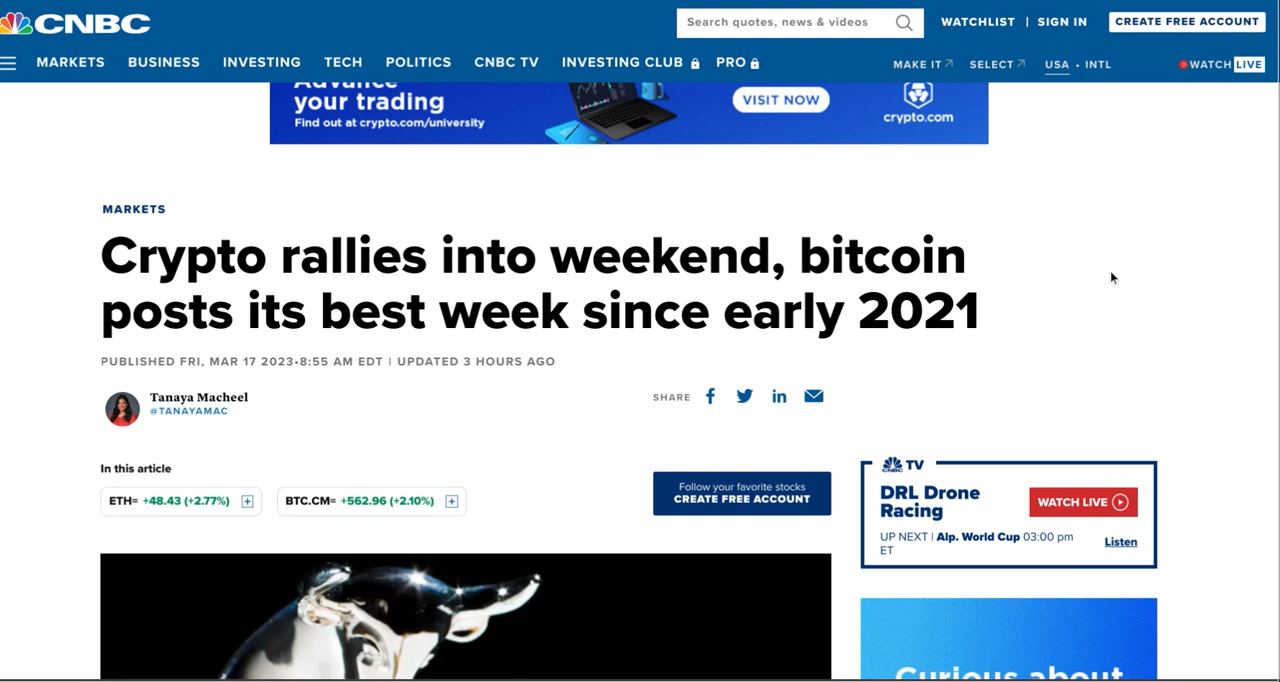 CNBC
Search quotes, news & videos
WATCHLIST | SIGN IN
CREATE FREE ACCOUNT
MARKETS BUSINESS INVESTING TECH POLITICS CNBC TV INVESTING CLUB PRO
MAKE IT SELECT USA • INTL WATCH LIVE
Advance
your trading
Find out at crypto.com/university
VISIT NOW
crypto.com
MARKETS
Crypto rallies into weekend, bitcoin
posts its best week since early 2021
PUBLISHED FRI, MAR 17 2023•8:55 AM EDT | UPDATED 3 HOURS AGO
Tanaya Macheel
@TANAYAMAC
SHARE
In this article
ETH= +48.43 (+2.77%)
BTC.CM= +562.96 (+2.10%)
Follow your favorite stocks
CREATE FREE ACCOUNT
CNBC TV
DRL Drone
Racing
WATCH LIVE
UP NEXT | Alp. World Cup 03:00 pm
ET
Listen
Curious about